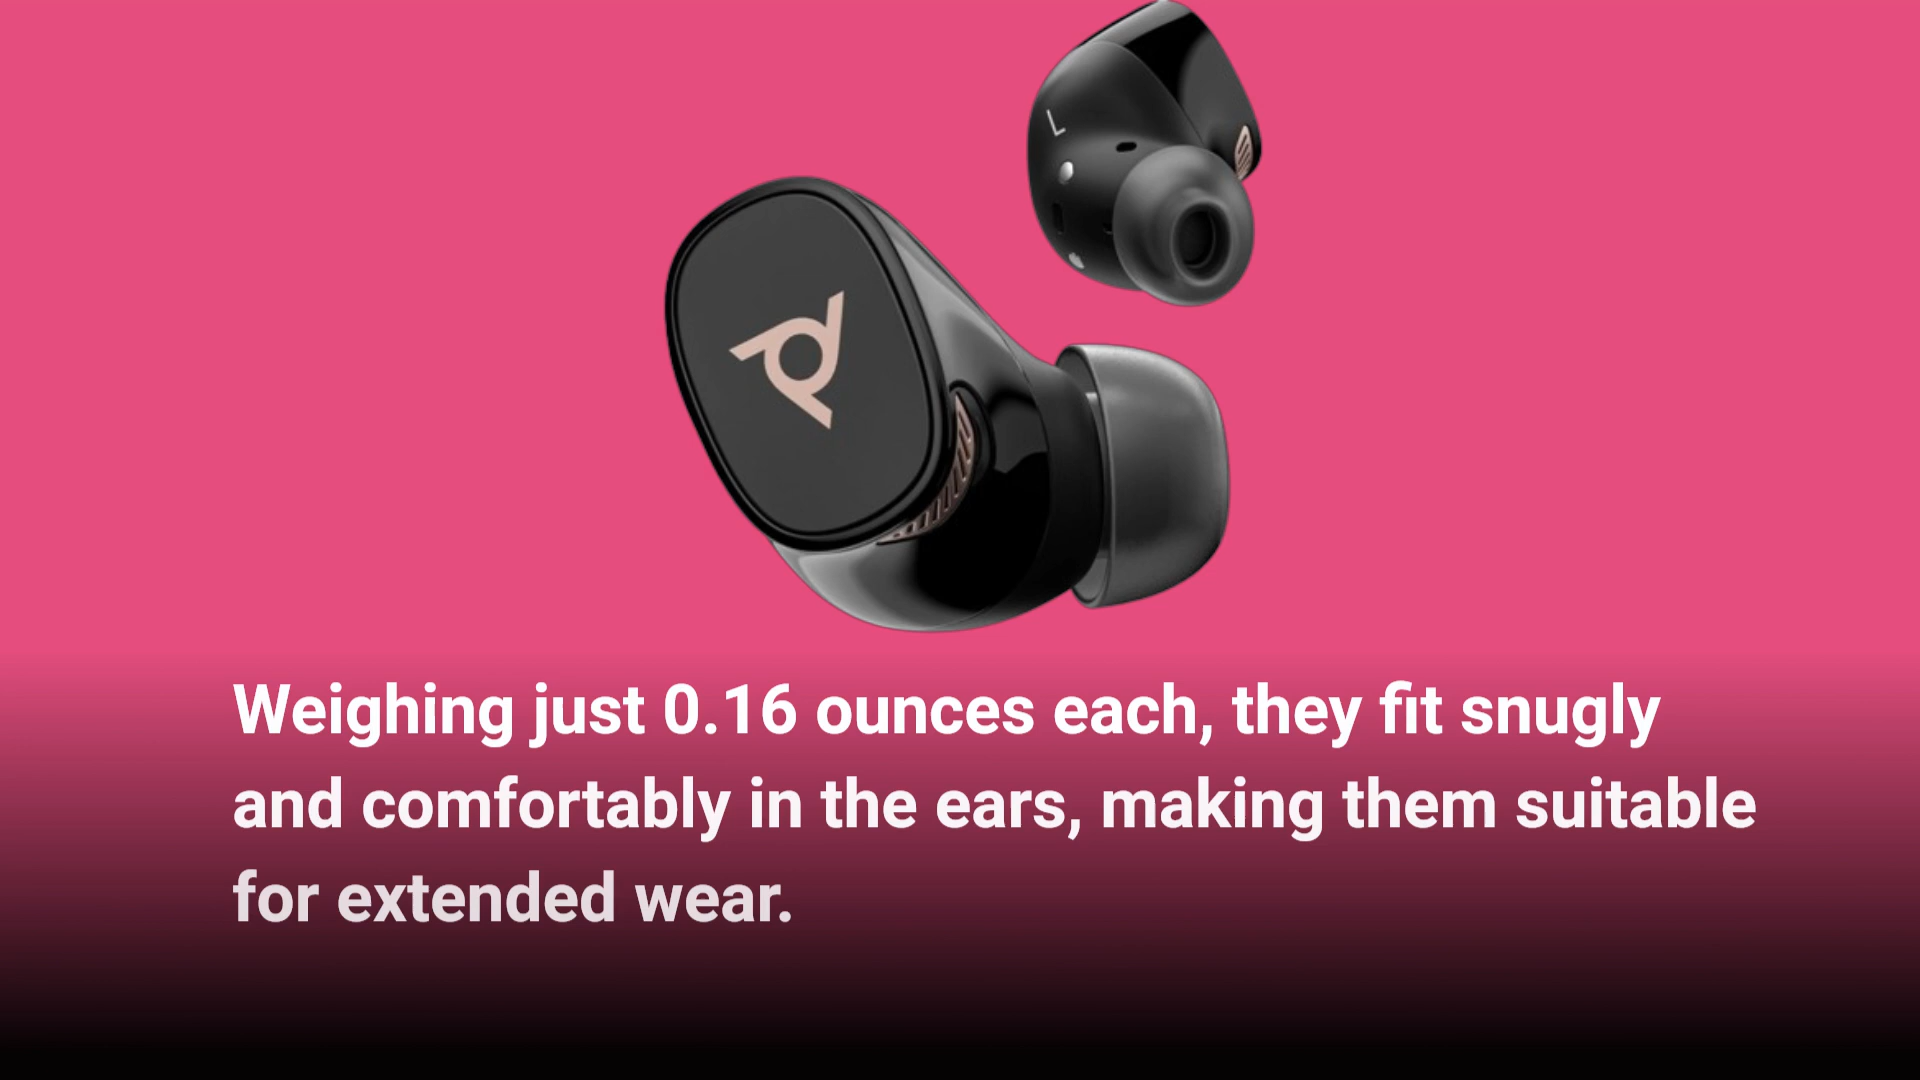 L
Weighing just 0.16 ounces each, they fit snugly
and comfortably in the ears, making them suitable
for extended wear.